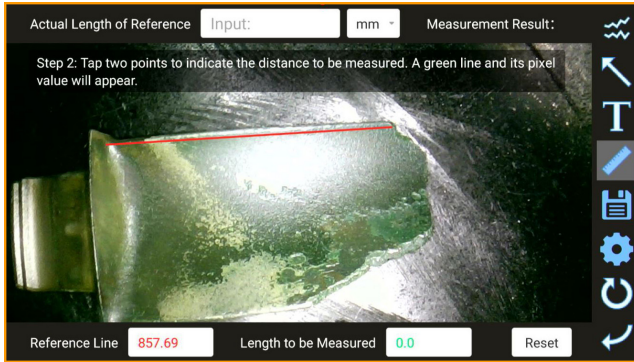 Actual Length of Reference Input: mm Measurement Result:
Step 2: Tap two points to indicate the distance to be measured. A green line and its pixel
value will appear.
T
Reference Line 857.69 Length to be Measured 0.0 Reset